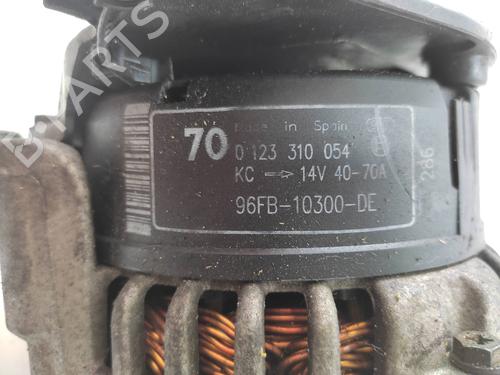 70 Made in Spain
0 123 310 054
KC 14V 40-70A
96FB-10300-DE
286